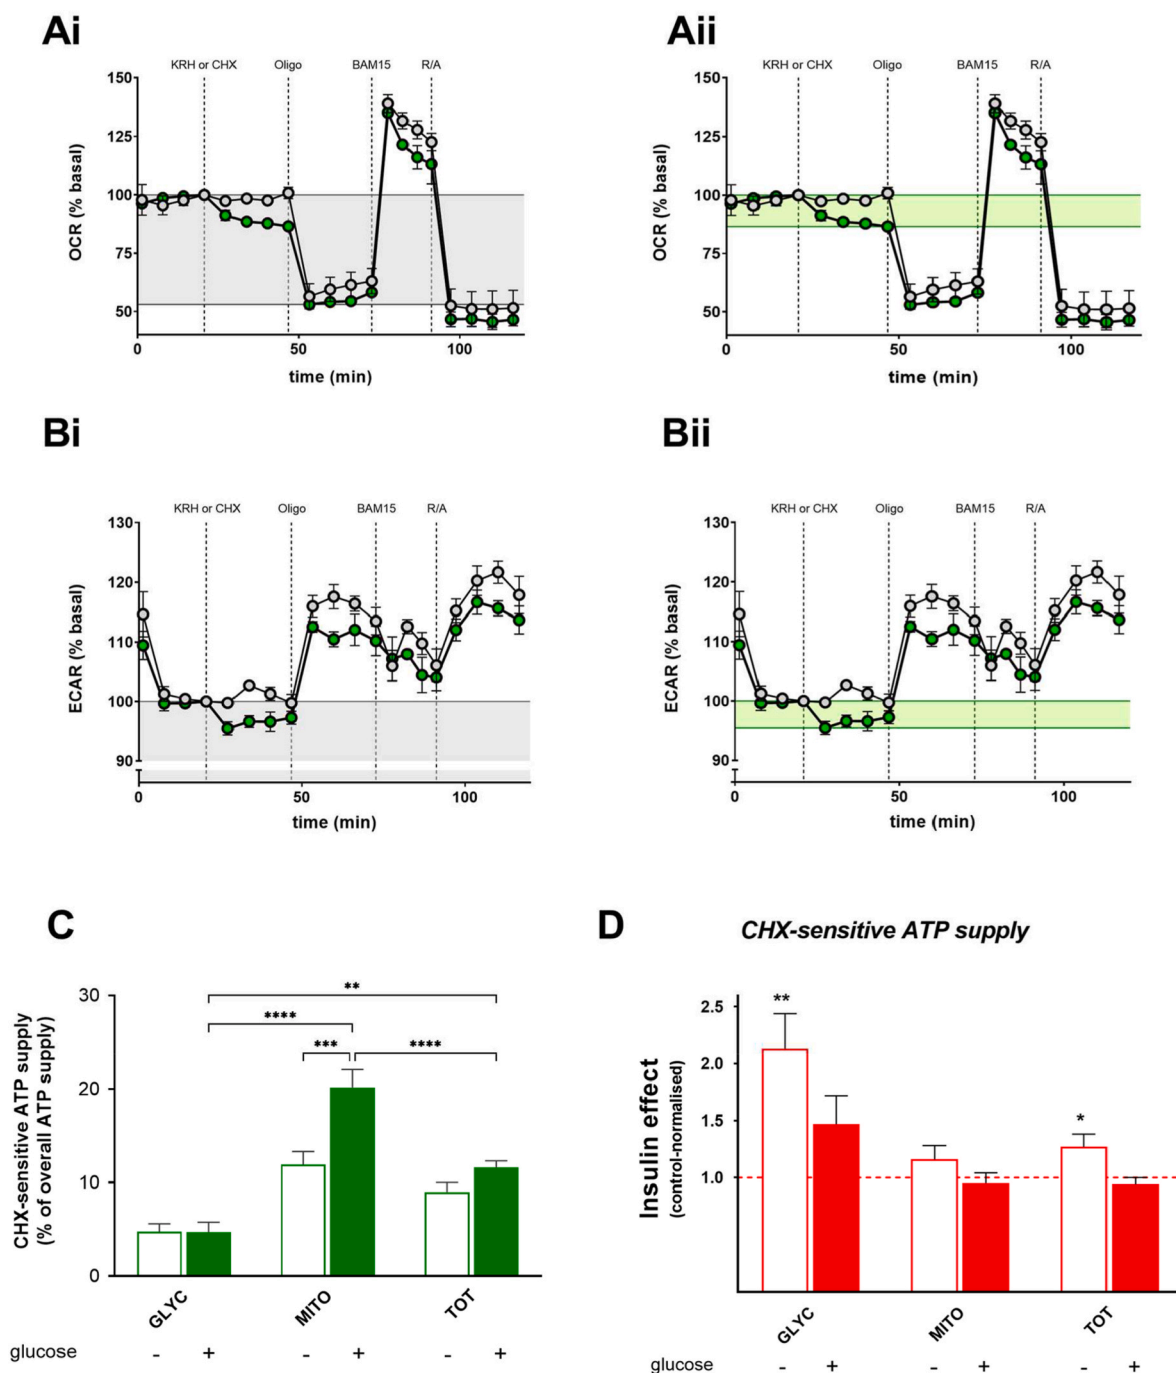 Ai
Aii
KRH or CHX Oligo BAM15 R/A
KRH or CHX Oligo BAM15 R/A
OCR (% basal)
150
125
100
75
50
0 50 100
time (min)
OCR (% basal)
150
125
100
75
50
0 50 100
time (min)
Bi
Bii
KRH or CHX Oligo BAM15 R/A
KRH or CHX Oligo BAM15 R/A
ECAR (% basal)
130
120
110
100
90
0 50 100
time (min)
ECAR (% basal)
130
120
110
100
90
0 50 100
time (min)
C
CHX-sensitive ATP supply
(% of overall ATP supply)
30
20
10
0
**
****
*** ****
GLYC MITO TOT
glucose - + - + - +
D
CHX-sensitive ATP supply
Insulin effect
(control-normalised)
2.5
2.0
1.5
1.0
**
*
GLYC MITO TOT
glucose - + - + - +